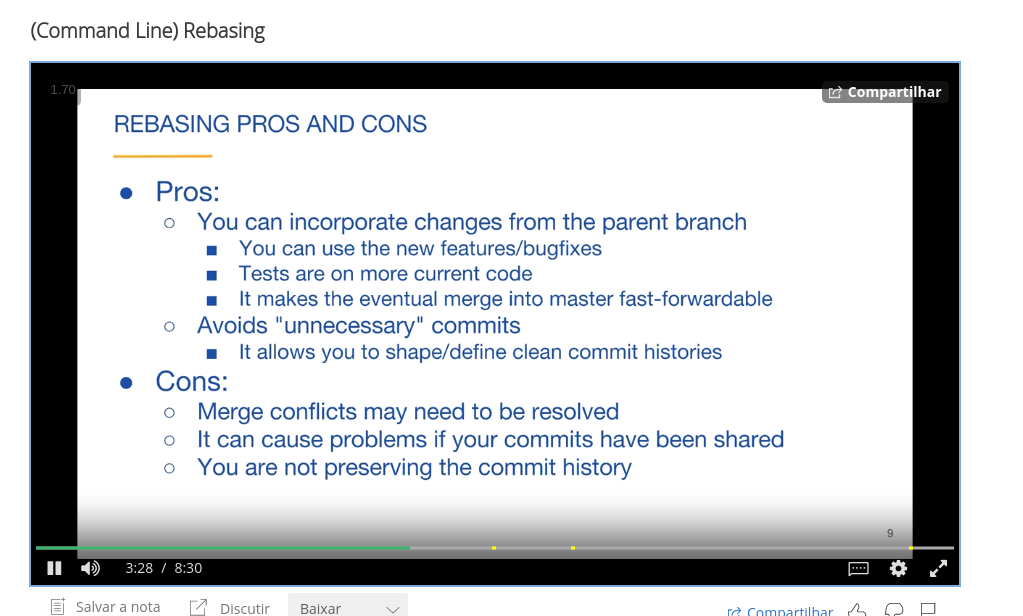 (Command Line) Rebasing
1.70
Compartilhar
REBASING PROS AND CONS
● Pros:
○ You can incorporate changes from the parent branch
■ You can use the new features/bugfixes
■ Tests are on more current code
■ It makes the eventual merge into master fast-forwardable
○ Avoids "unnecessary" commits
■ It allows you to shape/define clean commit histories
● Cons:
○ Merge conflicts may need to be resolved
○ It can cause problems if your commits have been shared
○ You are not preserving the commit history
9
3:28 / 8:30
Salvar a nota Discutir Baixar Compartilhar